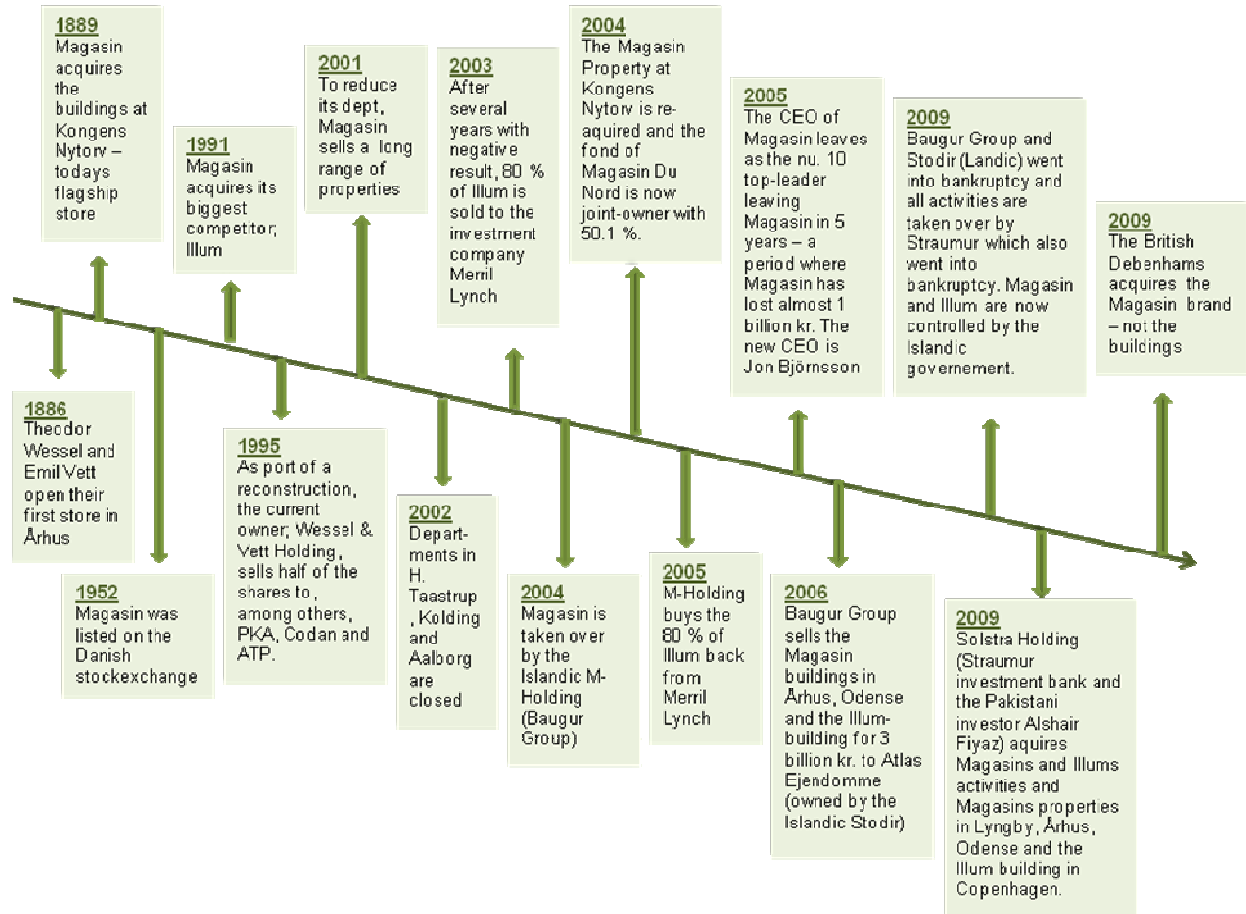 1889
Magasin
acquires
the
buildings at
Kongens
Nytorv –
todays
flagship
store
1991
Magasin
acquires its
biggest
competitor;
Illum
2001
To reduce
its dept,
Magasin
sells a long
range of
properties
2003
After
several
years with
negative
result, 80 %
of Illum is
sold to the
investment
company
Merril
Lynch
2004
The Magasin
Property at
Kongens
Nytorv is re-
aquired and the
fond of
Magasin Du
Nord is now
joint-owner with
50.1 %.
2005
The CEO of
Magasin leaves
as the nu. 10
top-leader
leaving
Magasin in 5
years – a
period where
Magasin has
lost almost 1
billion kr. The
new CEO is
Jon Björnsson
2009
Baugur Group and
Stodir (Landic) went
into bankruptcy and
all activities are
taken over by
Straumur which also
went into
bankruptcy. Magasin
and Illum are now
controlled by the
Islandic
governement.
2009
The British
Debenhams
acquires the
Magasin brand
– not the
buildings
1886
Theodor
Wessel and
Emil Vett
open their
first store in
Århus
1952
Magasin was
listed on the
Danish
stockexchange
1995
As port of a
reconstruction,
the current
owner; Wessel &
Vett Holding,
sells half of the
shares to,
among others,
PKA, Codan and
ATP.
2002
Depart-
ments in
H.
Taastrup
, Kolding
and
Aalborg
are
closed
2004
Magasin is
taken over
by the
Islandic M-
Holding
(Baugur
Group)
2005
M-Holding
buys the
80 % of
Illum back
from
Merril
Lynch
2006
Baugur Group
sells the
Magasin
buildings in
Århus, Odense
and the Illum-
building for 3
billion kr. to Atlas
Ejendomme
(owned by the
Islandic Stodir)
2009
Solstra Holding
(Straumur
investment bank and
the Pakistani
investor Alshair
Fiyaz) aquires
Magasins and Illums
activities and
Magasins properties
in Lyngby, Århus,
Odense and the
Illum building in
Copenhagen.